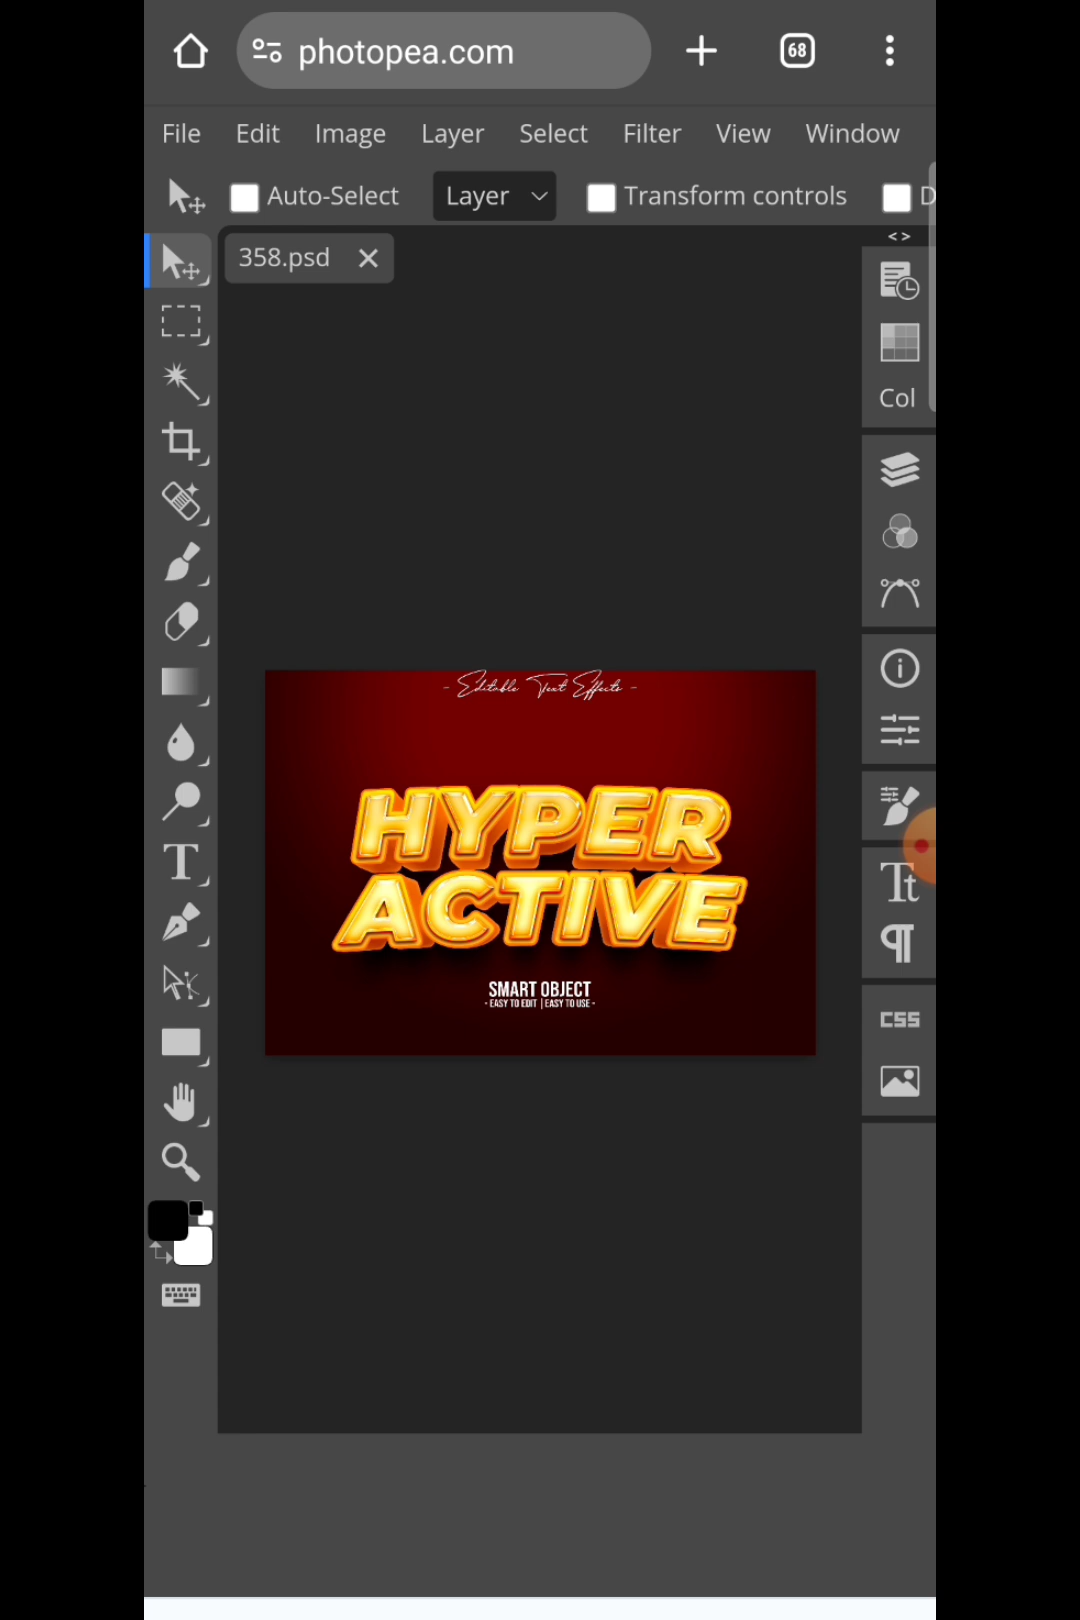 photopea.com
68
File Edit Image Layer Select Filter View Window
Auto-Select Layer Transform controls D
358.psd
< >
Col
- Editable Text Effects -
HYPER
ACTIVE
SMART OBJECT
- EASY TO EDIT | EASY TO USE -
T
Tt
¶
CSS